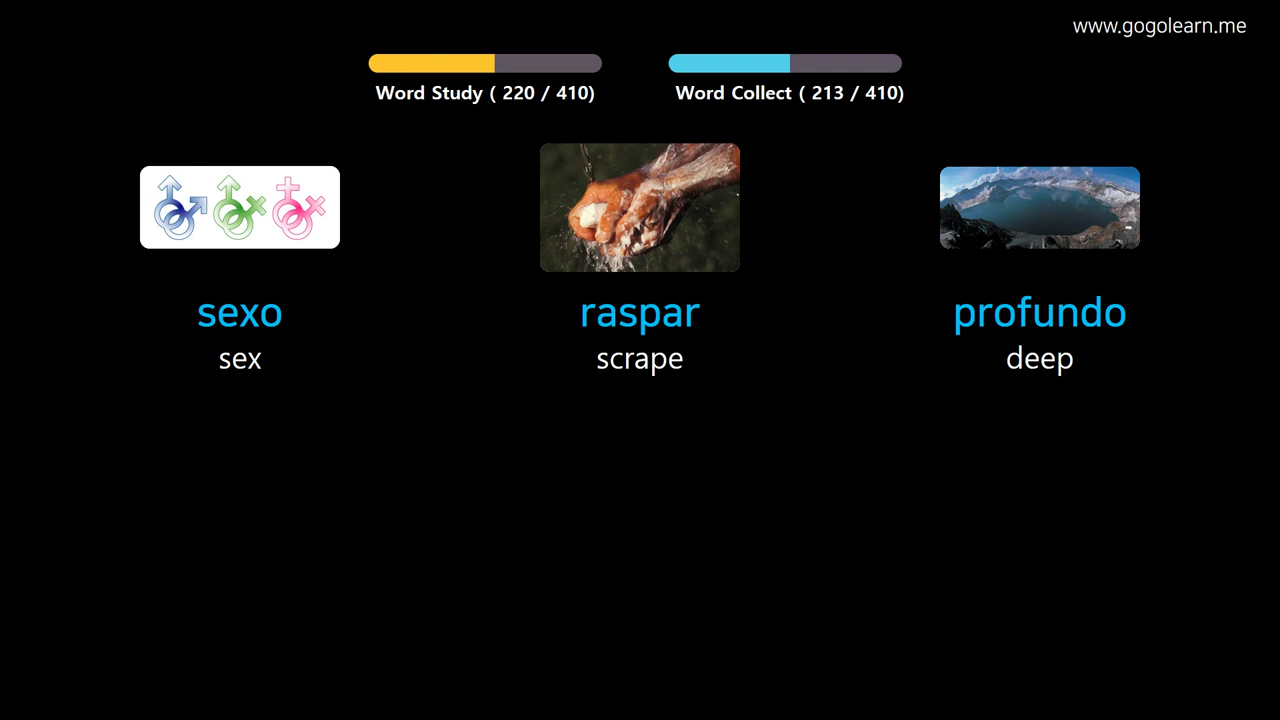 www.gogolearn.me
Word Study ( 220 / 410)
Word Collect ( 213 / 410)
sexo
sex
raspar
scrape
profundo
deep